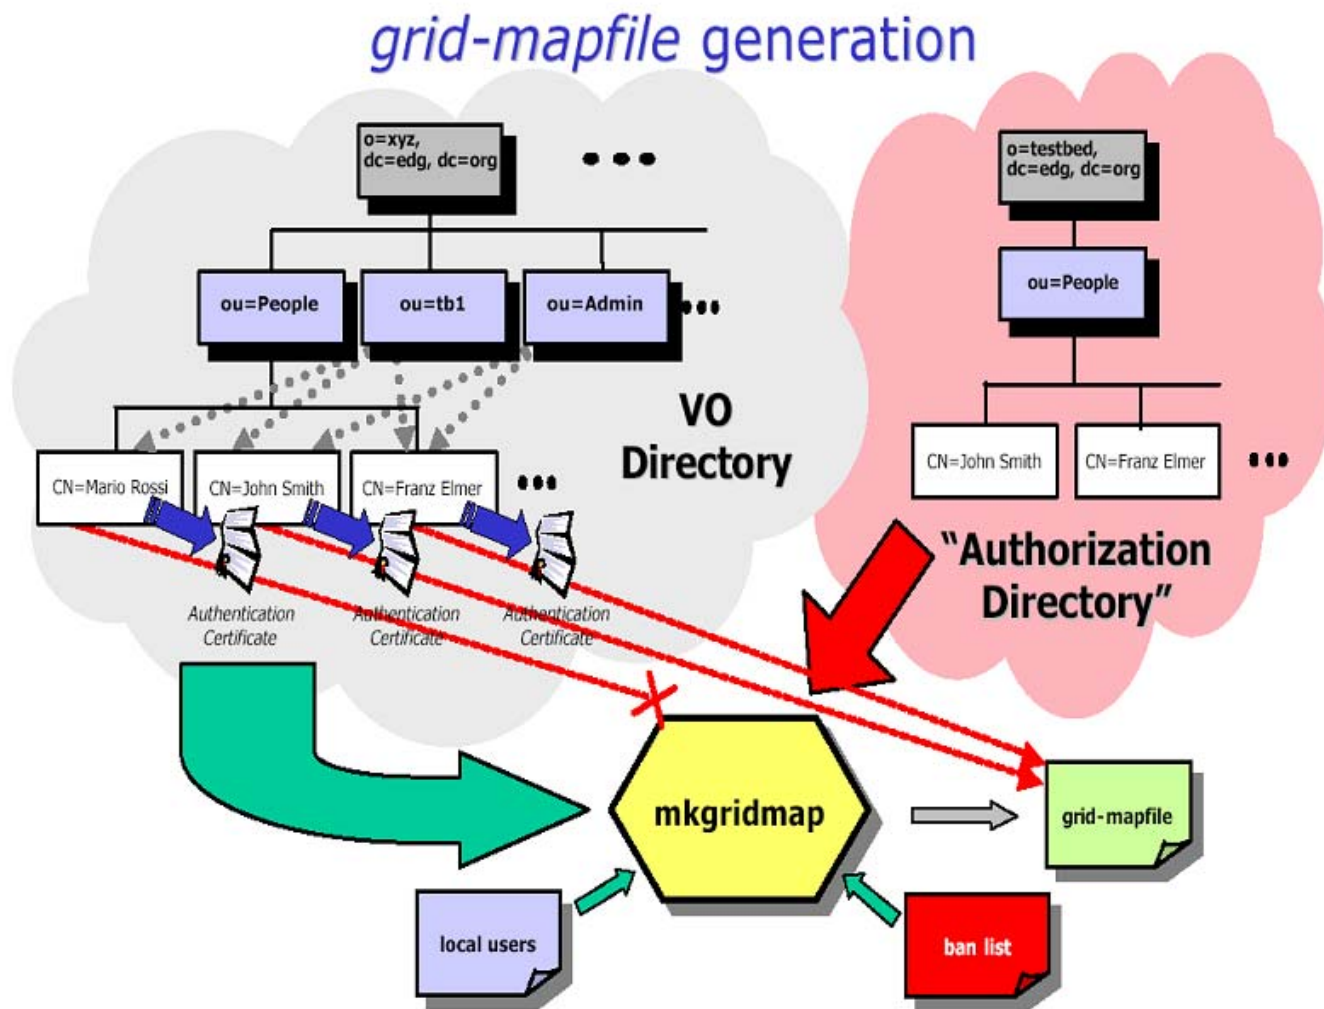 grid-mapfile generation
o=xyz,
dc=edg, dc=org
ou=People
ou=tb1
ou=Admin
VO
Directory
CN=Mario Rossi
CN=John Smith
CN=Franz Elmer
Authentication
Certificate
Authentication
Certificate
Authentication
Certificate
o=testbed,
dc=edg, dc=org
ou=People
CN=John Smith
CN=Franz Elmer
"Authorization
Directory"
mkgridmap
grid-mapfile
local users
ban list